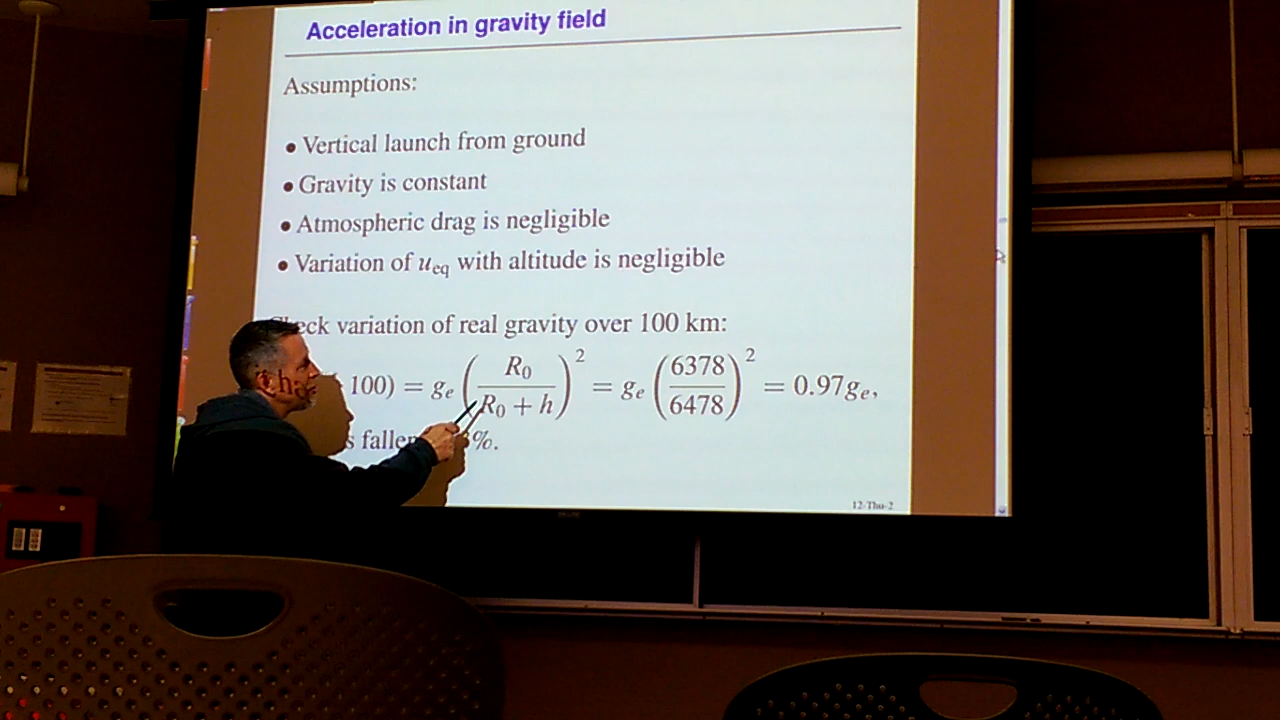 Acceleration in gravity field
Assumptions:
• Vertical launch from ground
• Gravity is constant
• Atmospheric drag is negligible
• Variation of u_eq with altitude is negligible
variation of real gravity over 100 km:
100) = g_e (R_0 / (R_0 + h))^2 = g_e (6378 / 6478)^2 = 0.97g_e,
%.
12-Thu-2